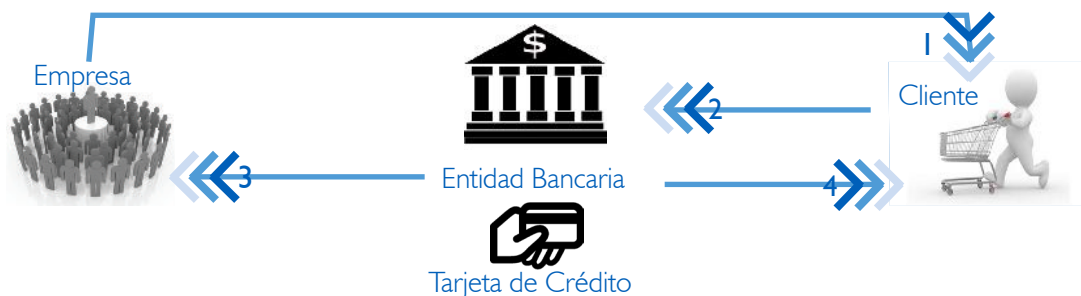 1
$
Empresa
Cliente
2
3
Entidad Bancaria
4
Tarjeta de Crédito